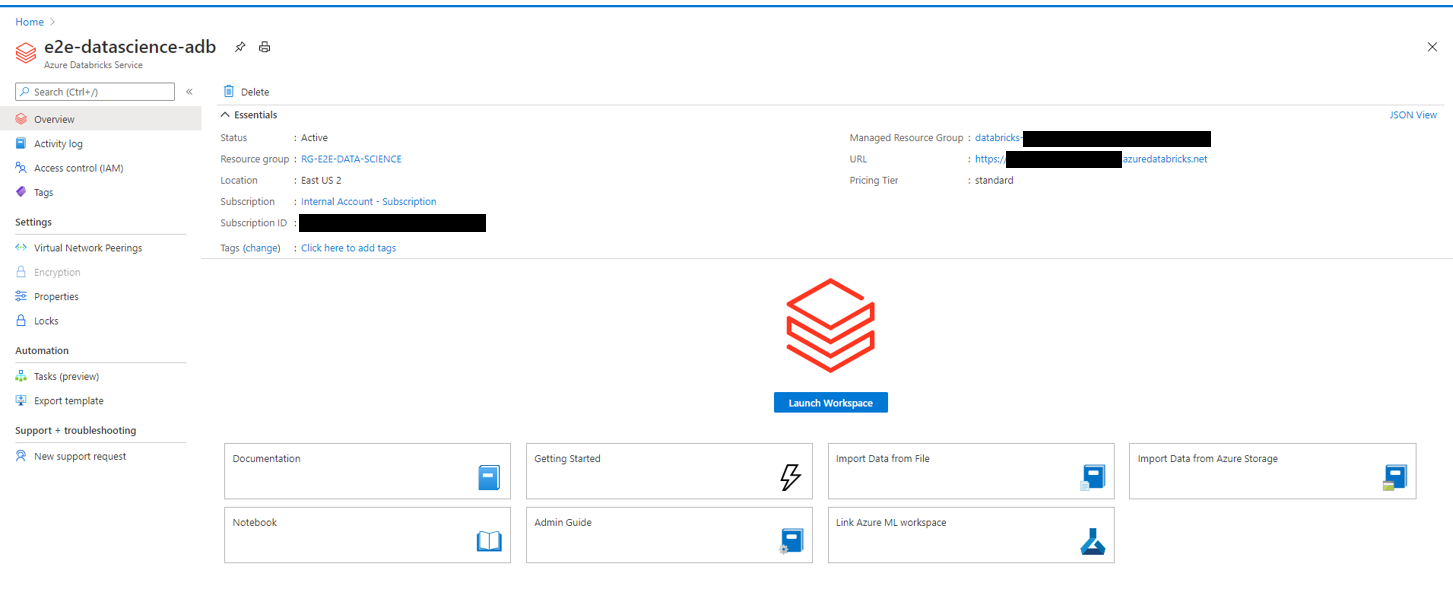 Home >
e2e-datascience-adb
Azure Databricks Service
Search (Ctrl+/)
«
Overview
Activity log
Access control (IAM)
Tags
Settings
Virtual Network Peerings
Encryption
Properties
Locks
Automation
Tasks (preview)
Export template
Support + troubleshooting
New support request
Delete
Essentials
JSON View
Status : Active
Resource group : RG-E2E-DATA-SCIENCE
Location : East US 2
Subscription : Internal Account - Subscription
Subscription ID :
Tags (change) : Click here to add tags
Managed Resource Group : databricks-
URL : https:// azuredatabricks.net
Pricing Tier : standard
Launch Workspace
Documentation
Getting Started
Import Data from File
Import Data from Azure Storage
Notebook
Admin Guide
Link Azure ML workspace